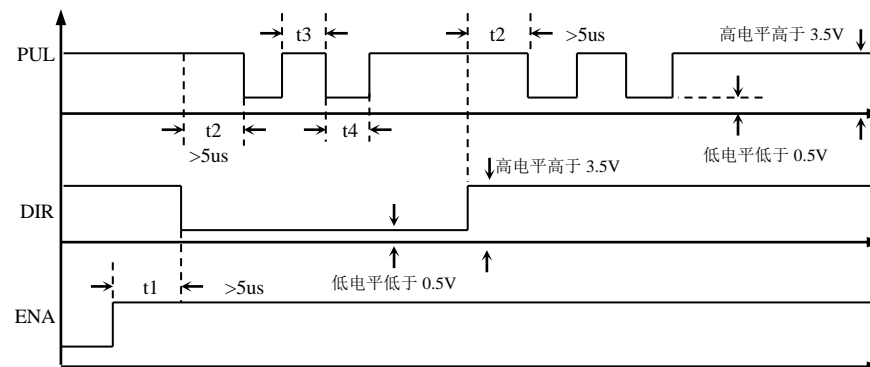 t3
t2
>5us
高电平高于 3.5V
PUL
t2
t4
>5us
低电平低于 0.5V
高电平高于 3.5V
DIR
t1
>5us
低电平低于 0.5V
ENA